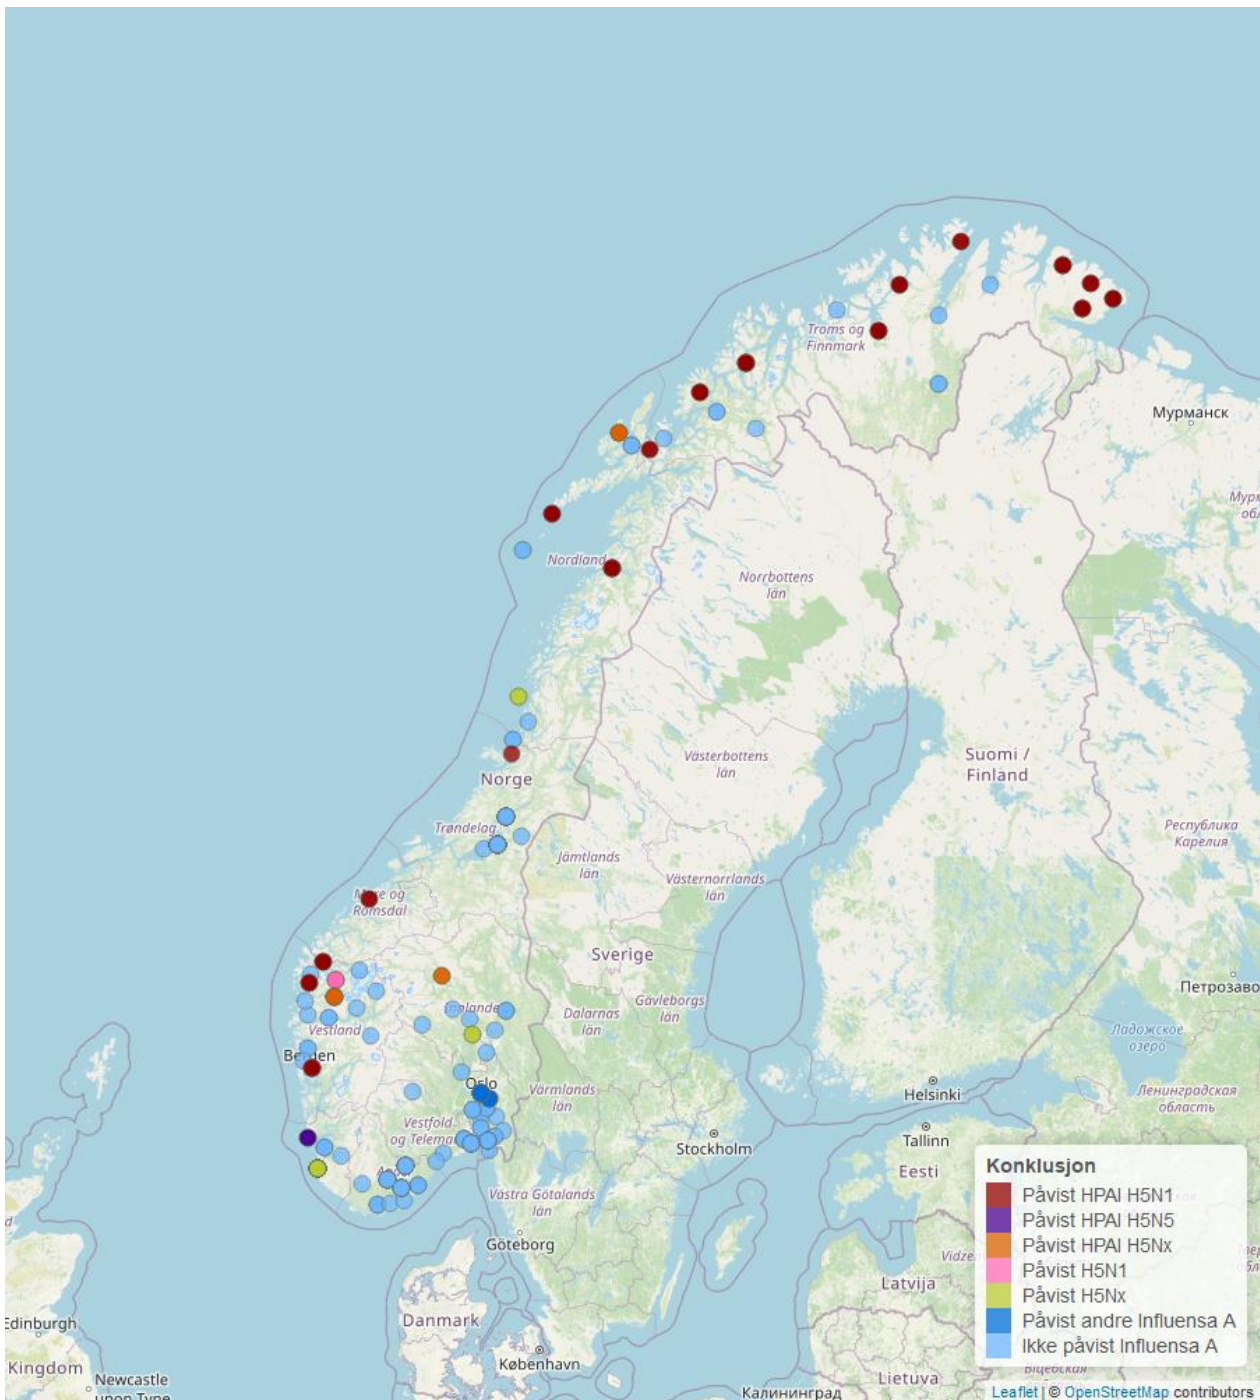 Troms og
Finnmark
Мурманск
Nordland
Norrbottens
län
Västerbottens
län
Suomi /
Finland
Norge
Trøndelag
Jämtlands
län
Västernorrlands
län
Республика
Карелия
Møre og
Romsdal
Sverige
Петрозаво
Innlandet
Dalarnas
län
Gävleborgs
län
Vestland
Bergen
Ладожское
озеро
Oslo
Värmlands
län
Helsinki
Ленинградская
область
Vestfold
og Telemark
Stockholm
Tallinn
Eesti
Västra Götalands
län
Göteborg
Latvija
Danmark
København
Edinburgh
Kingdom
Newcastle
upon Tyne
Lietuva
Калининград
Konklusjon
Påvist HPAI H5N1
Påvist HPAI H5N5
Påvist HPAI H5Nx
Påvist H5N1
Påvist H5Nx
Påvist andre Influensa A
Ikke påvist Influensa A
Leaflet | © OpenStreetMap contributors